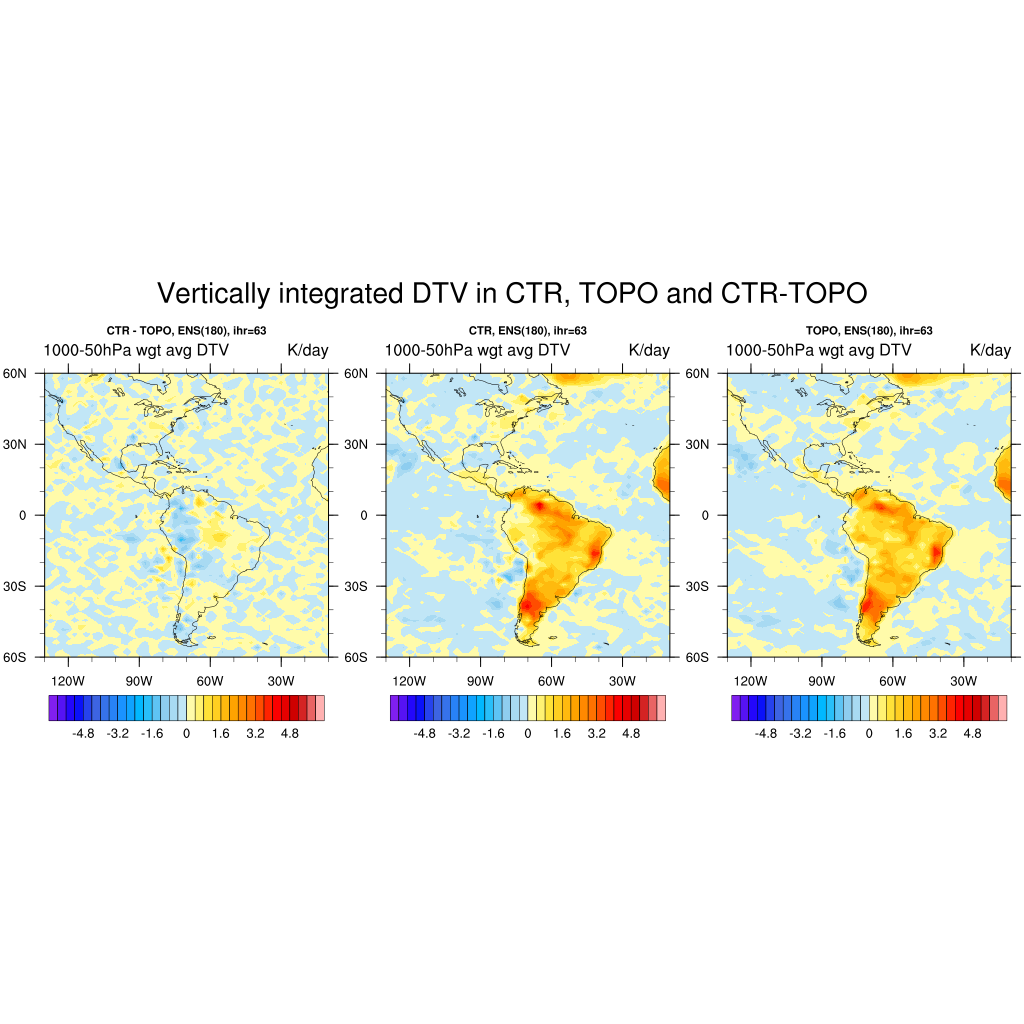 Vertically integrated DTV in CTR, TOPO and CTR-TOPO
CTR - TOPO, ENS(180), ihr=63
1000-50hPa wgt avg DTV K/day
60N
30N
0
30S
60S
120W 90W 60W 30W
-4.8 -3.2 -1.6 0 1.6 3.2 4.8
CTR, ENS(180), ihr=63
1000-50hPa wgt avg DTV K/day
60N
30N
0
30S
60S
120W 90W 60W 30W
-4.8 -3.2 -1.6 0 1.6 3.2 4.8
TOPO, ENS(180), ihr=63
1000-50hPa wgt avg DTV K/day
60N
30N
0
30S
60S
120W 90W 60W 30W
-4.8 -3.2 -1.6 0 1.6 3.2 4.8